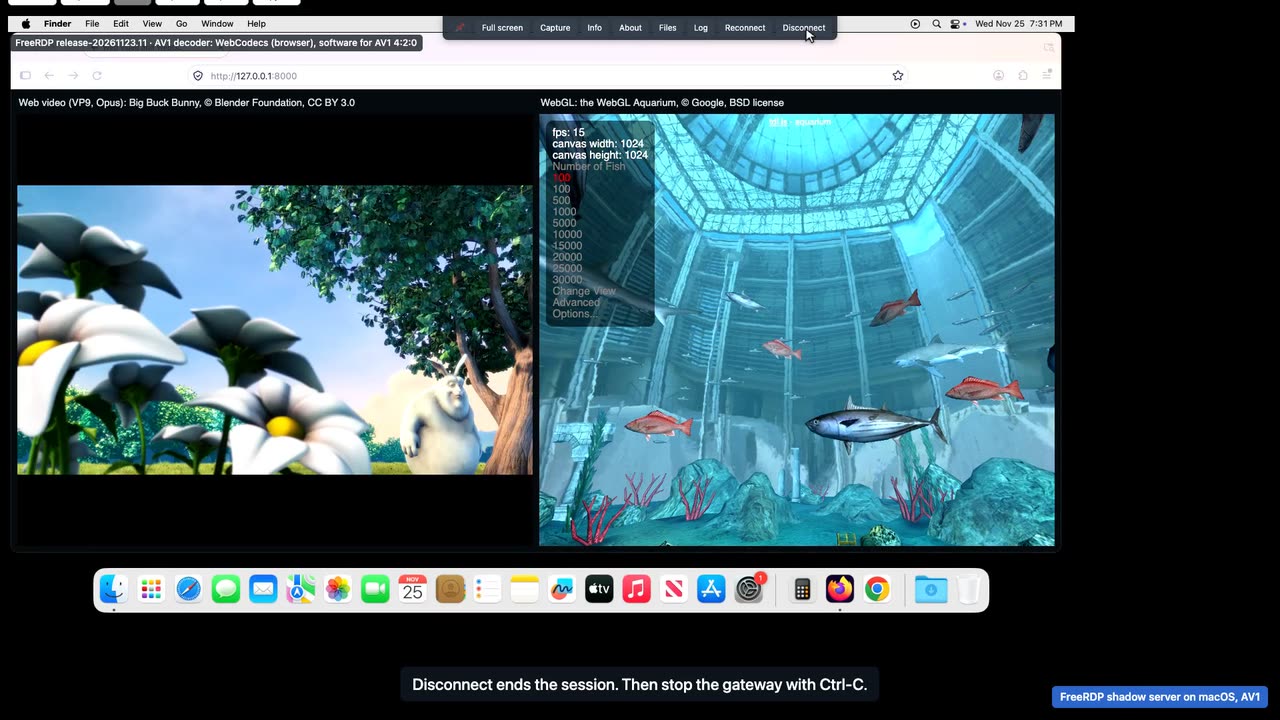 Finder File Edit View Go Window Help
Full screen Capture Info About Files Log Reconnect Disconnect
Wed Nov 25 7:31 PM
FreeRDP release-20261123.11 · AV1 decoder: WebCodecs (browser), software for AV1 4:2:0
http://127.0.0.1:8000
Web video (VP9, Opus): Big Buck Bunny, © Blender Foundation, CC BY 3.0
WebGL: the WebGL Aquarium, © Google, BSD license
aquarium
fps: 15
canvas width: 1024
canvas height: 1024
Number of Fish
100
100
500
1000
5000
10000
15000
20000
25000
30000
Change View
Advanced
Options...
NOV
25
tv
1
Disconnect ends the session. Then stop the gateway with Ctrl-C.
FreeRDP shadow server on macOS, AV1